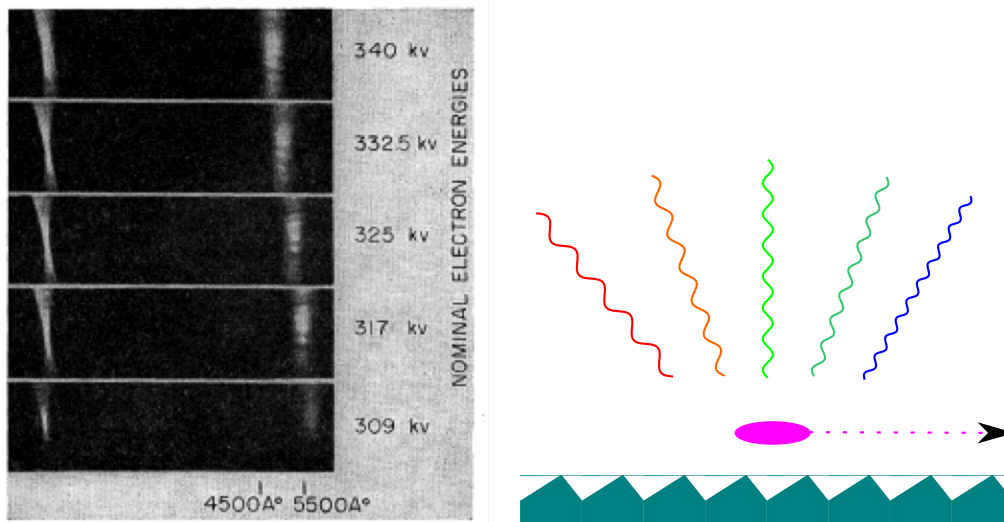 340 kv
332.5 kv
325 kv
317 kv
309 kv
NOMINAL ELECTRON ENERGIES
4500A° 5500A°